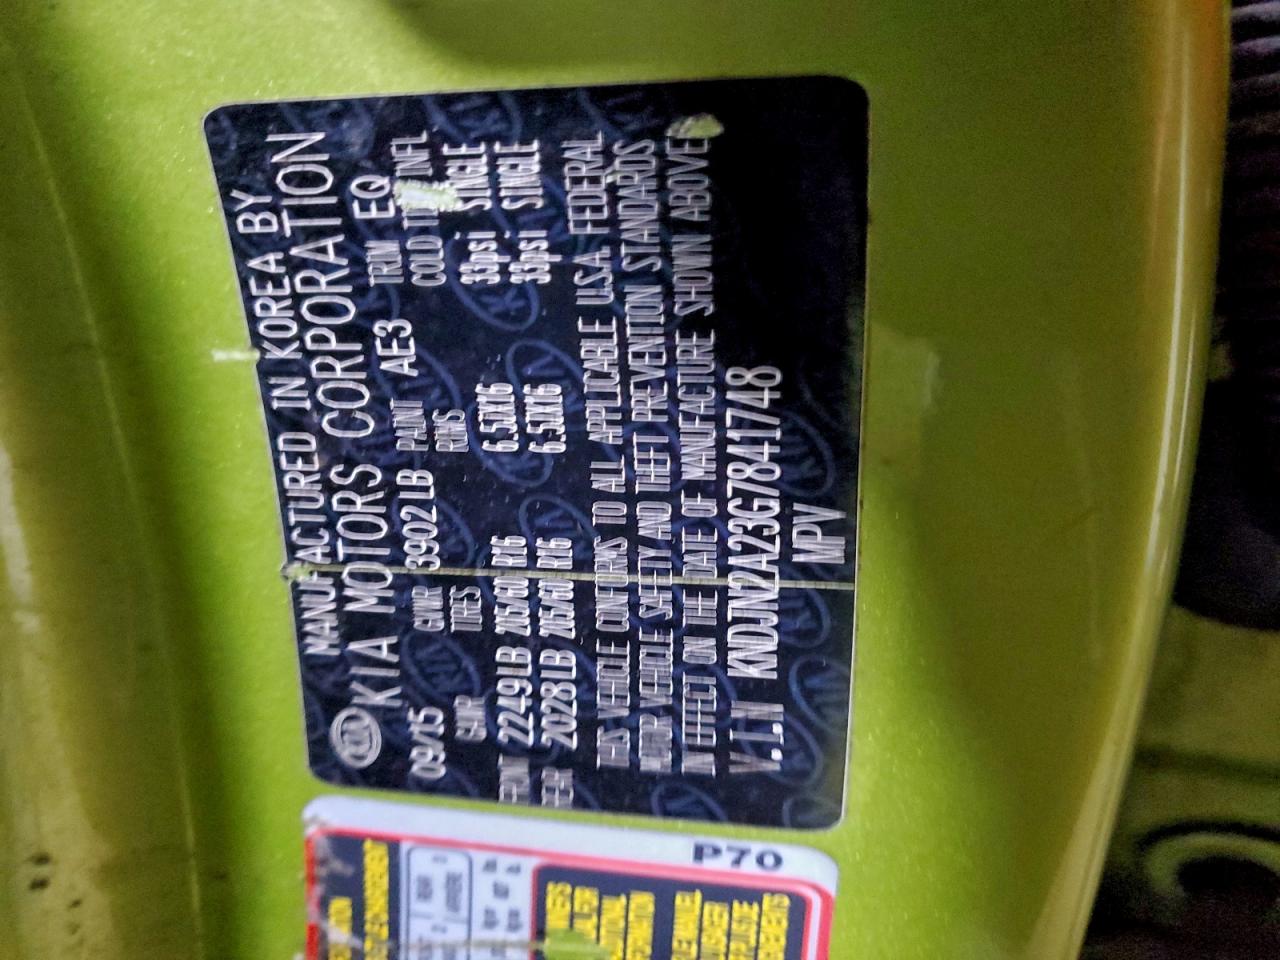 MANUFACTURED IN KOREA BY
KIA KIA MOTORS CORPORATION
09/15 GVWR 3902LB PAINT AE3 TRIM EQ
GAWR TIRES RIMS COLD INFL
FRONT 2249LB 205/60 R16 6.5JX16 33psi SINGLE
REAR 2028LB 205/60 R16 6.5JX16 33psi SINGLE
THIS VEHICLE CONFORMS TO ALL APPLICABLE U.S.A. FEDERAL
MOTOR VEHICLE SAFETY AND THEFT PREVENTION STANDARDS
IN EFFECT ON THE DATE OF MANUFACTURE SHOWN ABOVE
V.I.N KNDJN2A23G7841748
MPV
P70